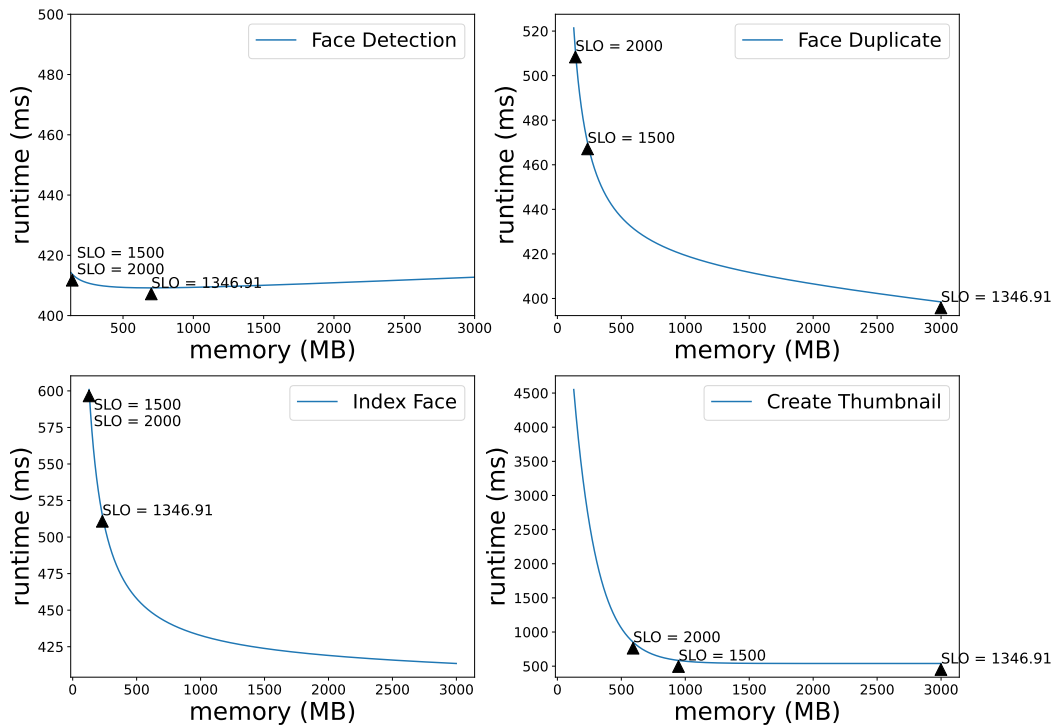 Face Detection
500
480
460
440
420
400
SLO = 1500
SLO = 2000
SLO = 1346.91
500
1000
1500
2000
2500
3000
runtime (ms)
memory (MB)
Face Duplicate
520
500
480
460
440
420
400
SLO = 2000
SLO = 1500
SLO = 1346.91
0
500
1000
1500
2000
2500
3000
runtime (ms)
memory (MB)
Index Face
600
575
550
525
500
475
450
425
SLO = 1500
SLO = 2000
SLO = 1346.91
0
500
1000
1500
2000
2500
3000
runtime (ms)
memory (MB)
Create Thumbnail
4500
4000
3500
3000
2500
2000
1500
1000
500
SLO = 2000
SLO = 1500
SLO = 1346.91
0
500
1000
1500
2000
2500
3000
runtime (ms)
memory (MB)